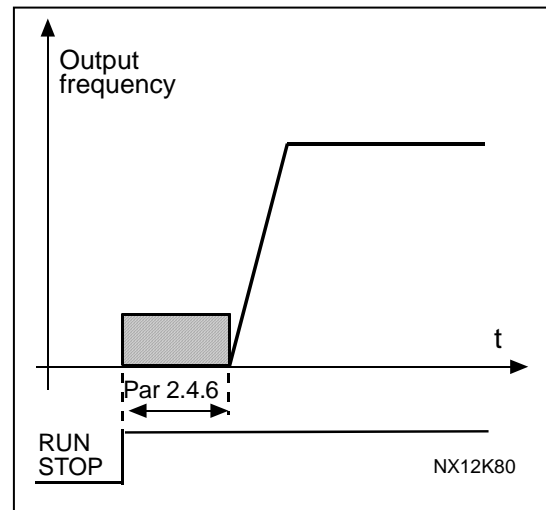 Output
frequency
t
Par 2.4.6
RUN
STOP
NX12K80